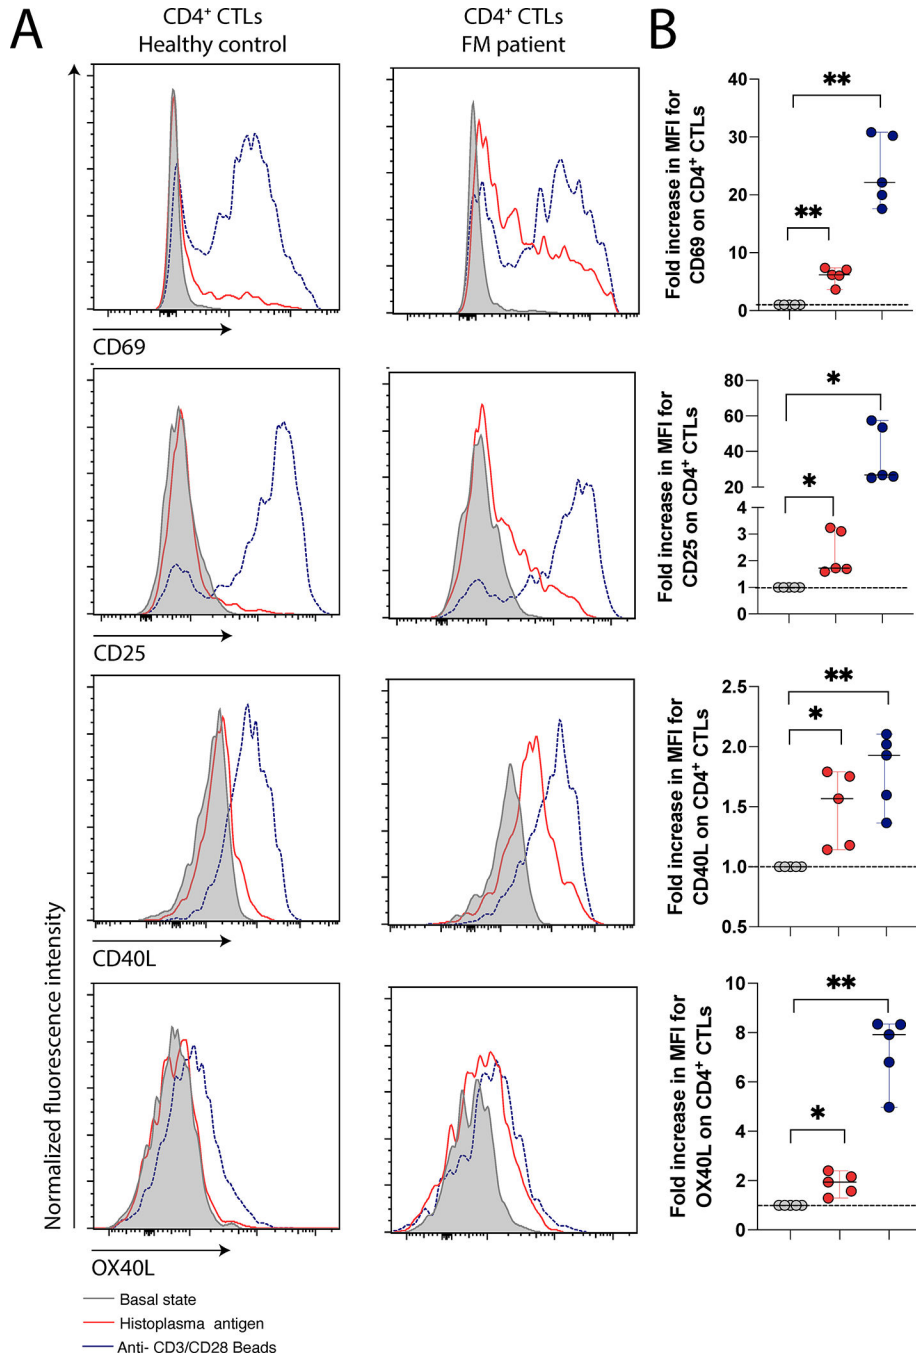 A
CD4⁺ CTLs
Healthy control
CD4⁺ CTLs
FM patient
Normalized fluorescence intensity
CD69
CD25
CD40L
OX40L
Basal state
Histoplasma antigen
Anti- CD3/CD28 Beads
B
Fold increase in MFI for
CD69 on CD4⁺ CTLs
40
30
20
10
0
**
**
Fold increase in MFI for
CD25 on CD4⁺ CTLs
80
60
40
20
4
3
2
1
0
*
*
Fold increase in MFI for
CD40L on CD4⁺ CTLs
2.5
2.0
1.5
1.0
0.5
**
*
Fold increase in MFI for
OX40L on CD4⁺ CTLs
10
8
6
4
2
0
**
*